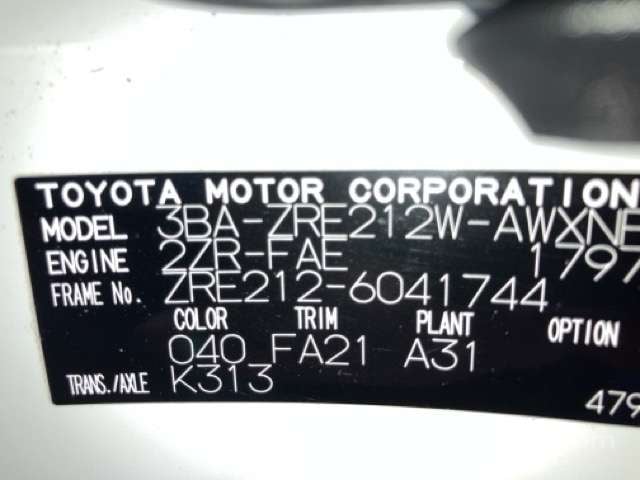 TOYOTA MOTOR CORPORATION
MODEL 3BA-ZRE212W-AWXNE
ENGINE 2ZR-FAE 1797
FRAME No. ZRE212-6041744
COLOR TRIM PLANT OPTION
040 FA21 A31
TRANS./AXLE K313
479